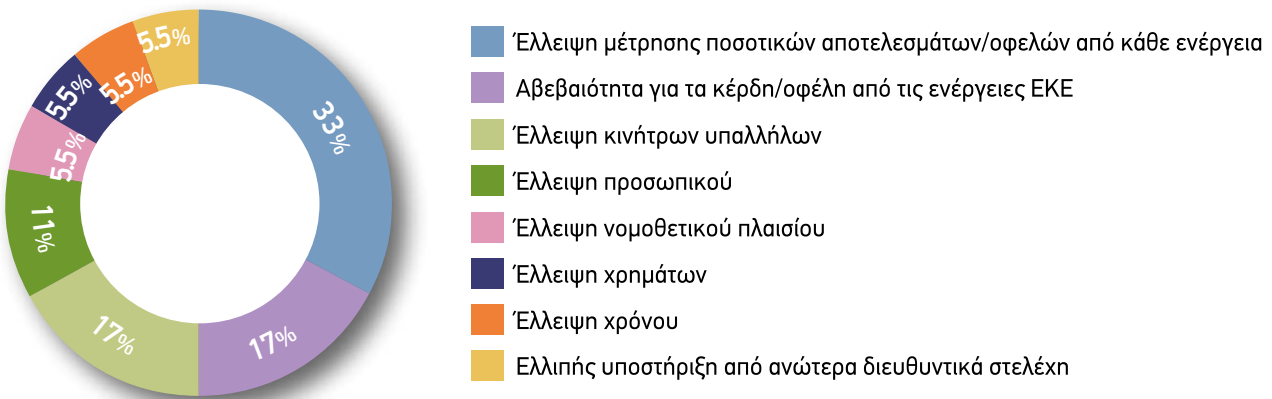 33%
17%
17%
11%
5.5%
5.5%
5.5%
5.5%
Έλλειψη μέτρησης ποσοτικών αποτελεσμάτων/οφελών από κάθε ενέργεια
Αβεβαιότητα για τα κέρδη/οφέλη από τις ενέργειες ΕΚΕ
Έλλειψη κινήτρων υπαλλήλων
Έλλειψη προσωπικού
Έλλειψη νομοθετικού πλαισίου
Έλλειψη χρημάτων
Έλλειψη χρόνου
Ελλιπής υποστήριξη από ανώτερα διευθυντικά στελέχη